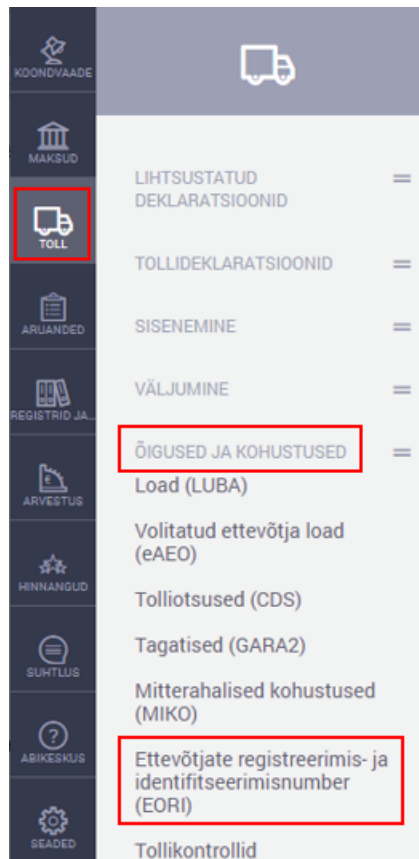 KOONDVAADE
MAKSUD
TOLL
ARUANDED
REGISTRID JA...
ARVESTUS
HINNANGUD
SUHTLUS
ABIKESKUS
SEADED
LIHTSUSTATUD
DEKLARATSIOONID
TOLLIDEKLARATSIOONID
SISENEMINE
VÄLJUMINE
ÕIGUSED JA KOHUSTUSED
Load (LUBA)
Volitatud ettevõtja load
(eAEO)
Tolliotsused (CDS)
Tagatised (GARA2)
Mitterahalised kohustused
(MIKO)
Ettevõtjate registreerimis- ja
identifitseerimisnumber
(EORI)
Tollikontrollid